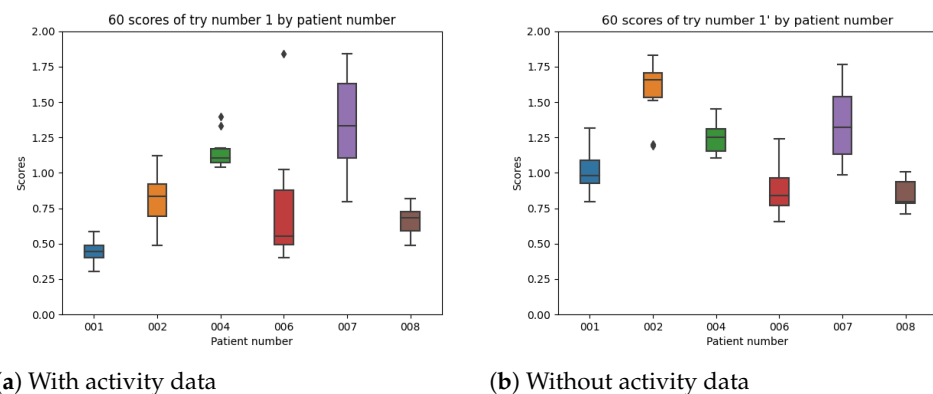 60 scores of try number 1 by patient number
2.00
1.75
1.50
1.25
1.00
0.75
0.50
0.25
0.00
Scores
001 002 004 006 007 008
Patient number
(a) With activity data
60 scores of try number 1' by patient number
2.00
1.75
1.50
1.25
1.00
0.75
0.50
0.25
0.00
Scores
001 002 004 006 007 008
Patient number
(b) Without activity data